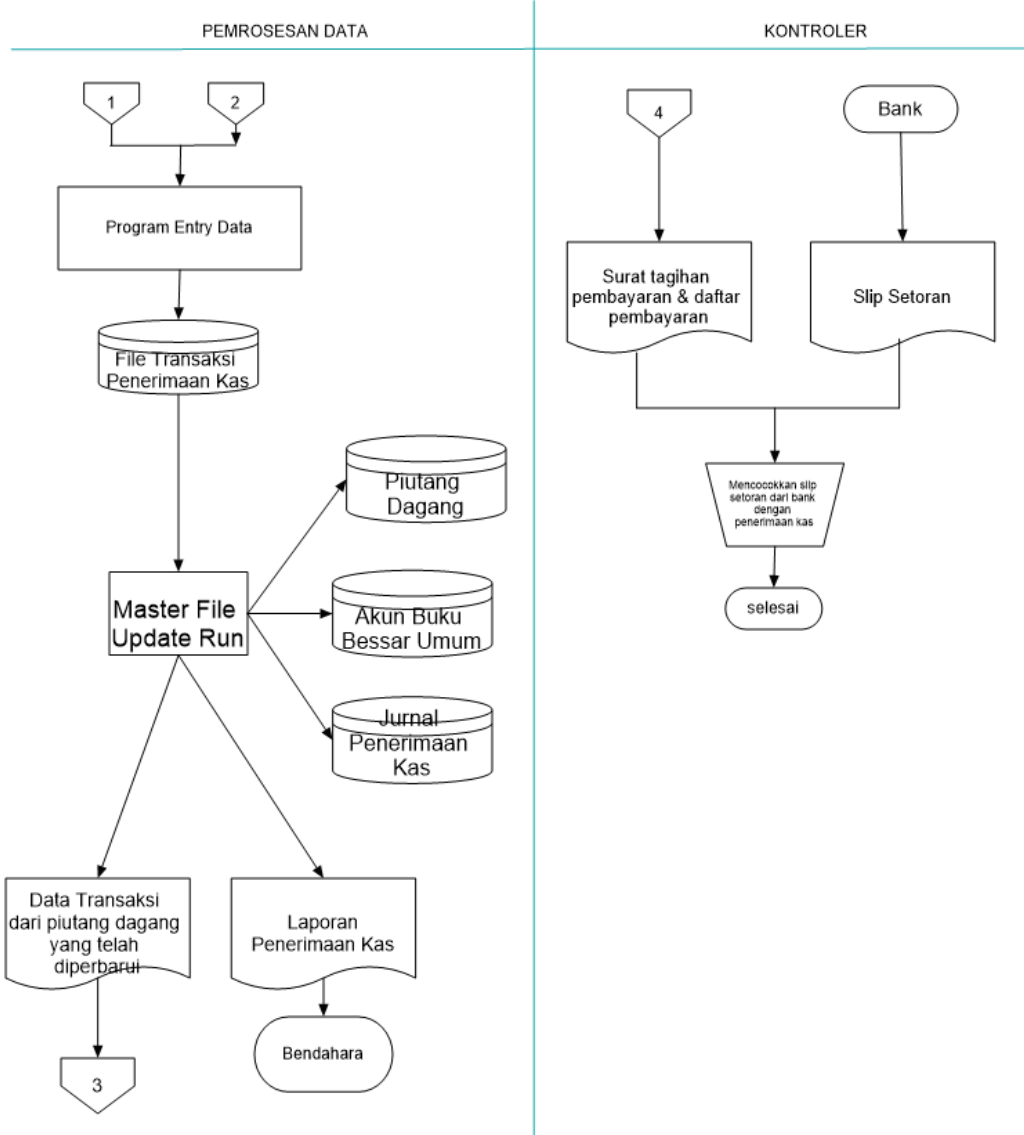 PEMROSESAN DATA
1
2
Program Entry Data
File Transaksi
Penerimaan Kas
Piutang
Dagang
Master File
Update Run
Akun Buku
Bessar Umum
Jurnal
Penerimaan
Kas
Data Transaksi
dari piutang dagang
yang telah
diperbarui
Laporan
Penerimaan Kas
Bendahara
3
KONTROLER
4
Bank
Surat tagihan
pembayaran & daftar
pembayaran
Slip Setoran
Mencocokkan slip
setoran dari bank
dengan
penerimaan kas
selesai